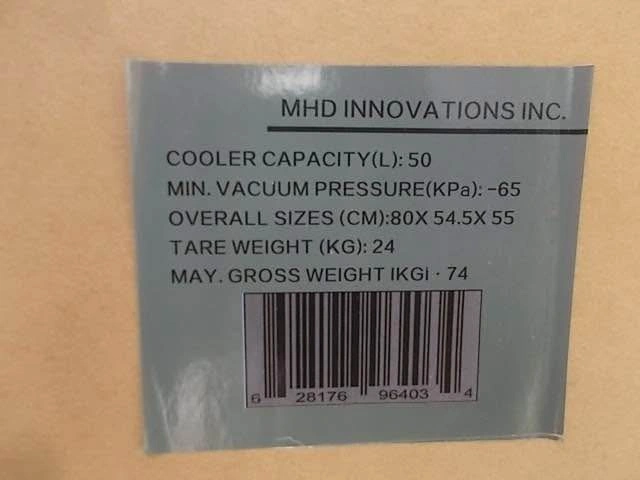 MHD INNOVATIONS INC.
COOLER CAPACITY(L): 50
MIN. VACUUM PRESSURE(KPa): -65
OVERALL SIZES (CM):80X 54.5X 55
TARE WEIGHT (KG): 24
MAY. GROSS WEIGHT IKGi · 74
6 28176 96403 4